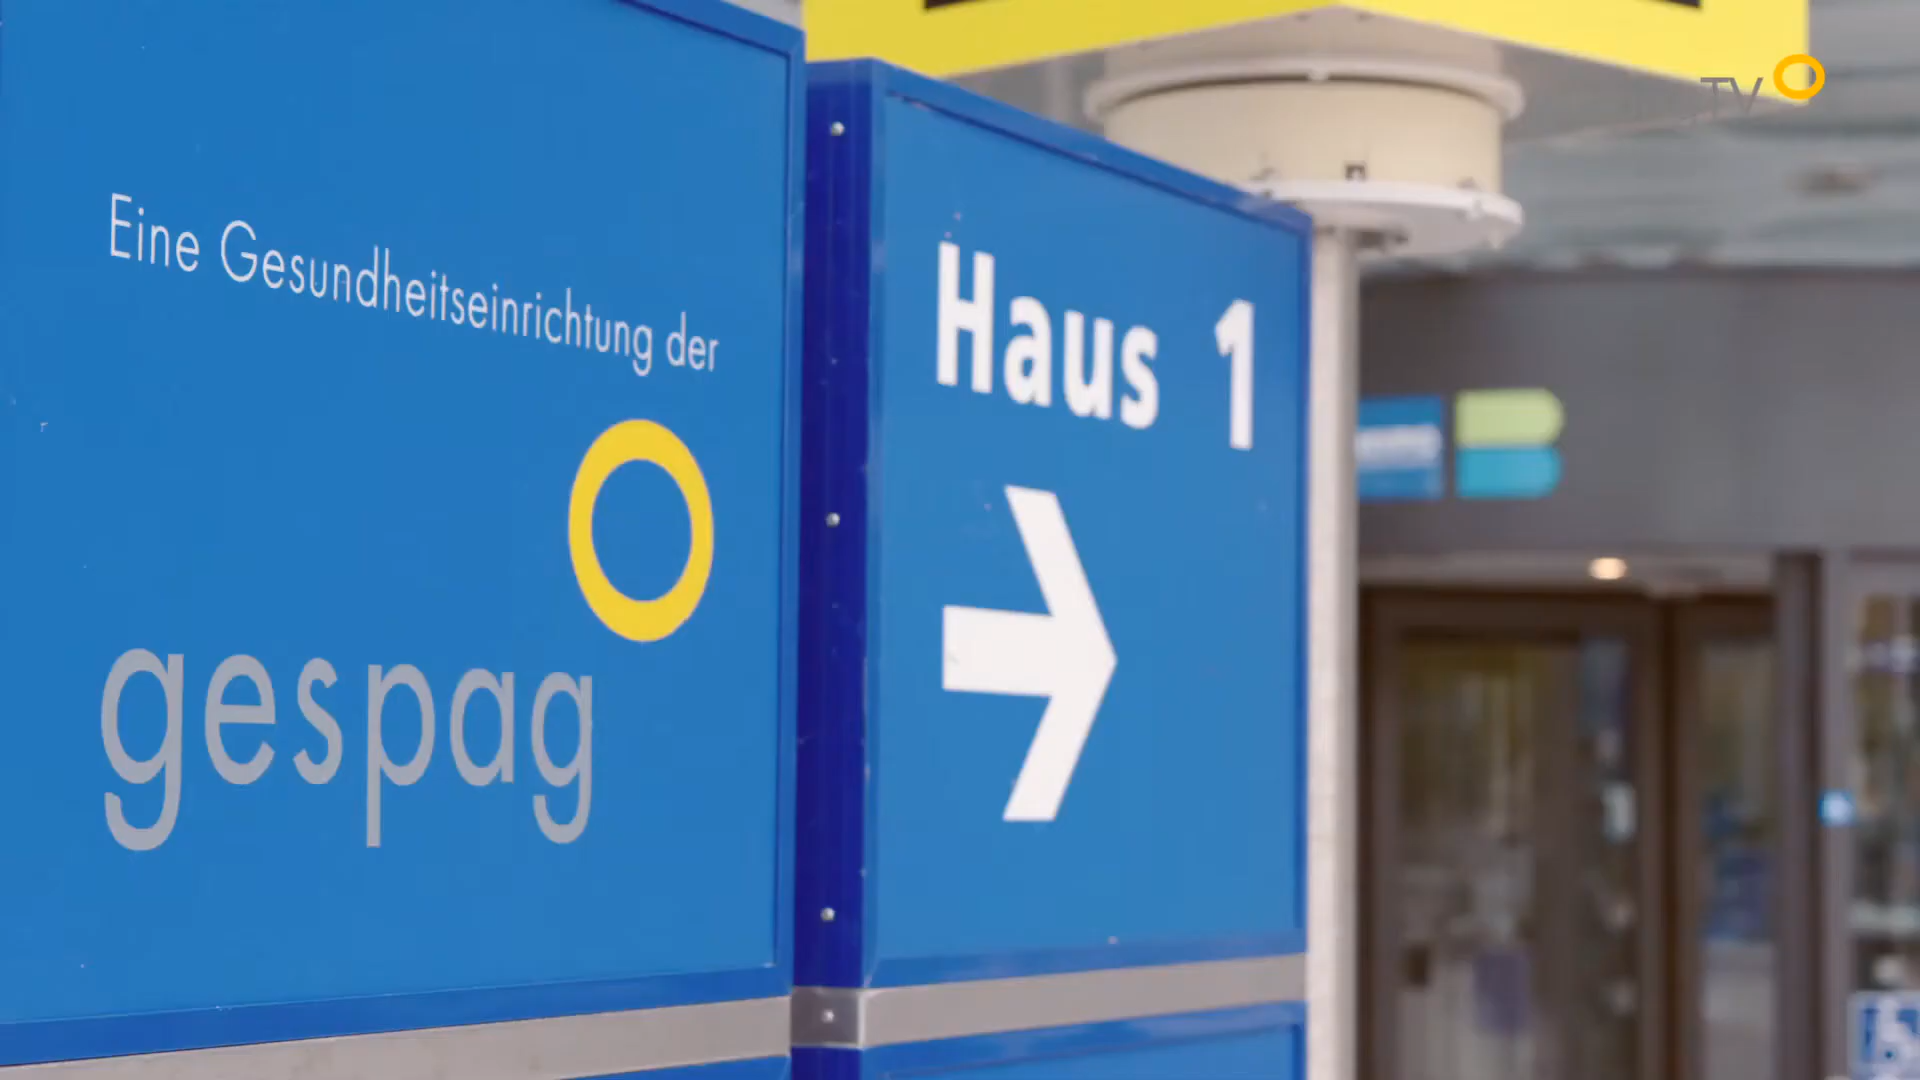 Eine Gesundheitseinrichtung der
gespag
Haus 1
TV